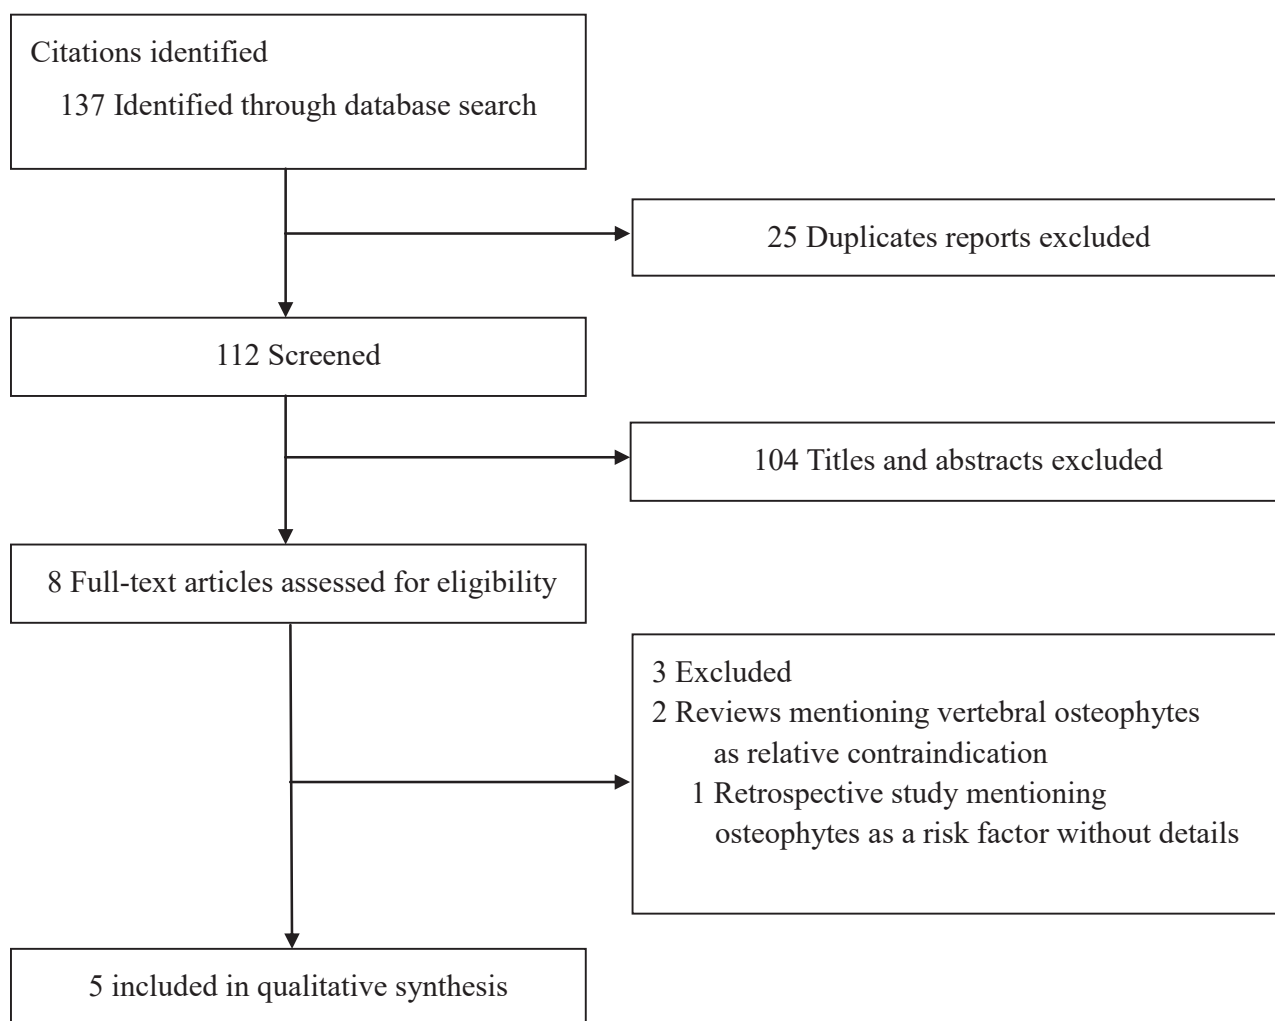 Citations identified
137 Identified through database search
25 Duplicates reports excluded
112 Screened
104 Titles and abstracts excluded
8 Full-text articles assessed for eligibility
3 Excluded
2 Reviews mentioning vertebral osteophytes
as relative contraindication
1 Retrospective study mentioning
osteophytes as a risk factor without details
5 included in qualitative synthesis